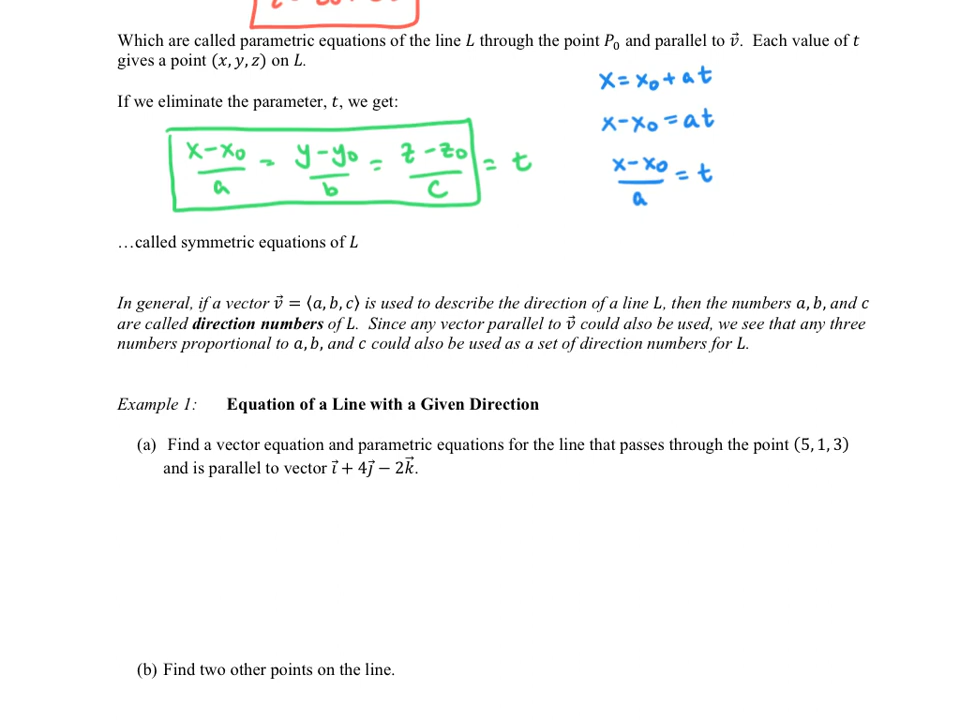 Which are called parametric equations of the line L through the point P₀ and parallel to v⃗. Each value of t
gives a point (x, y, z) on L.
x = x₀ + at
If we eliminate the parameter, t, we get:
x - x₀ = at
(x - x₀)/a = (y - y₀)/b = (z - z₀)/c = t
(x - x₀)/a = t
…called symmetric equations of L
In general, if a vector v⃗ = ⟨a, b, c⟩ is used to describe the direction of a line L, then the numbers a, b, and c
are called direction numbers of L. Since any vector parallel to v⃗ could also be used, we see that any three
numbers proportional to a, b, and c could also be used as a set of direction numbers for L.
Example 1: Equation of a Line with a Given Direction
(a) Find a vector equation and parametric equations for the line that passes through the point (5, 1, 3)
and is parallel to vector i⃗ + 4j⃗ − 2k⃗.
(b) Find two other points on the line.